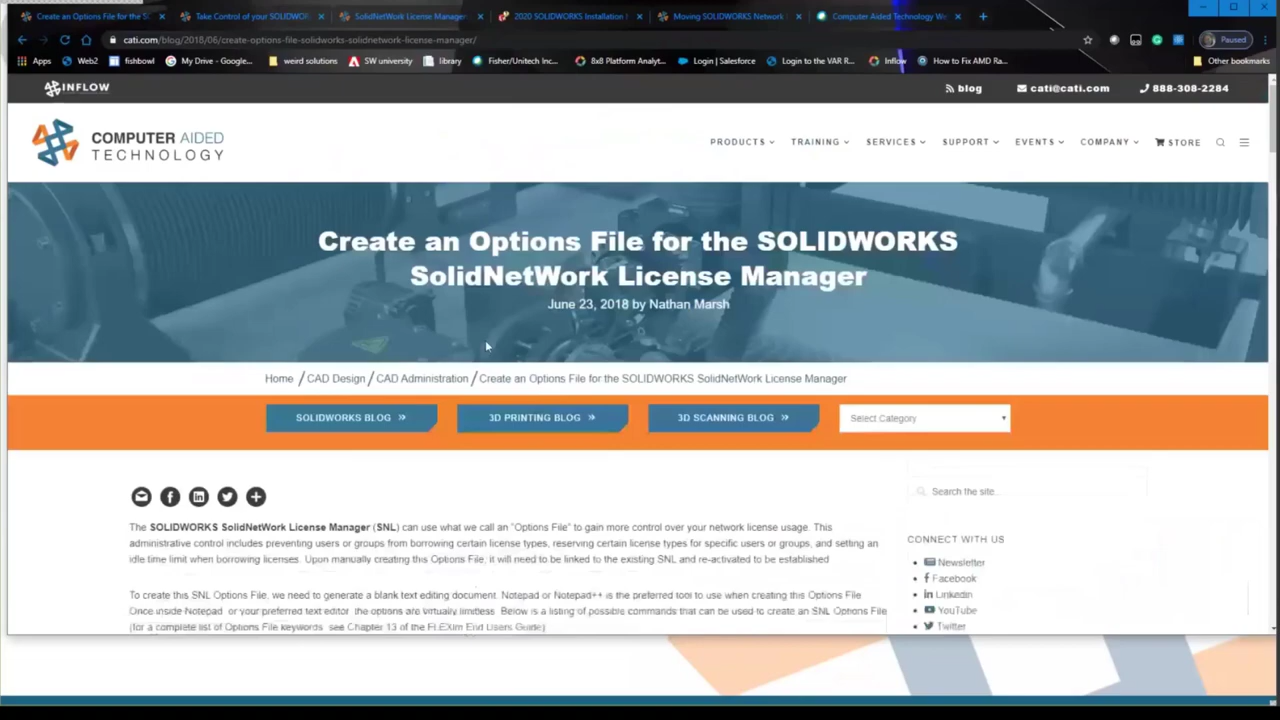 Create an Options File for the S
Take Control of your SOLIDWOR
SolidNetWork License Manager
2020 SOLIDWORKS Installation
Moving SOLIDWORKS Network
Computer Aided Technology We
cati.com/blog/2018/06/create-options-file-solidworks-solidnetwork-license-manager/
Paused
Apps
Web2
fishbowl
My Drive - Google...
weird solutions
SW university
library
Fisher/Unitech Inc...
8x8 Platform Analyt...
Login | Salesforce
Login to the VAR R...
Inflow
How to Fix AMD Ra...
Other bookmarks
INFLOW
blog
cati@cati.com
888-308-2284
COMPUTER AIDED
TECHNOLOGY
PRODUCTS
TRAINING
SERVICES
SUPPORT
EVENTS
COMPANY
STORE
Create an Options File for the SOLIDWORKS
SolidNetWork License Manager
June 23, 2018 by Nathan Marsh
Home / CAD Design / CAD Administration / Create an Options File for the SOLIDWORKS SolidNetWork License Manager
SOLIDWORKS BLOG »
3D PRINTING BLOG »
3D SCANNING BLOG »
Select Category
The SOLIDWORKS SolidNetWork License Manager (SNL) can use what we call an "Options File" to gain more control over your network license usage. This
administrative control includes preventing users or groups from borrowing certain license types, reserving certain license types for specific users or groups, and setting an
idle time limit when borrowing licenses. Upon manually creating this Options File, it will need to be linked to the existing SNL and re-activated to be established
To create this SNL Options File, we need to generate a blank text editing document. Notepad or Notepad++ is the preferred tool to use when creating this Options File
Once inside Notepad or your preferred text editor the options are virtually limitless. Below is a listing of possible commands that can be used to create an SNL Options File
(for a complete list of Options File keywords see Chapter 13 of the FLEXlm End Users Guide)
Search the site..
CONNECT WITH US
Newsletter
Facebook
Linkedin
YouTube
Twitter